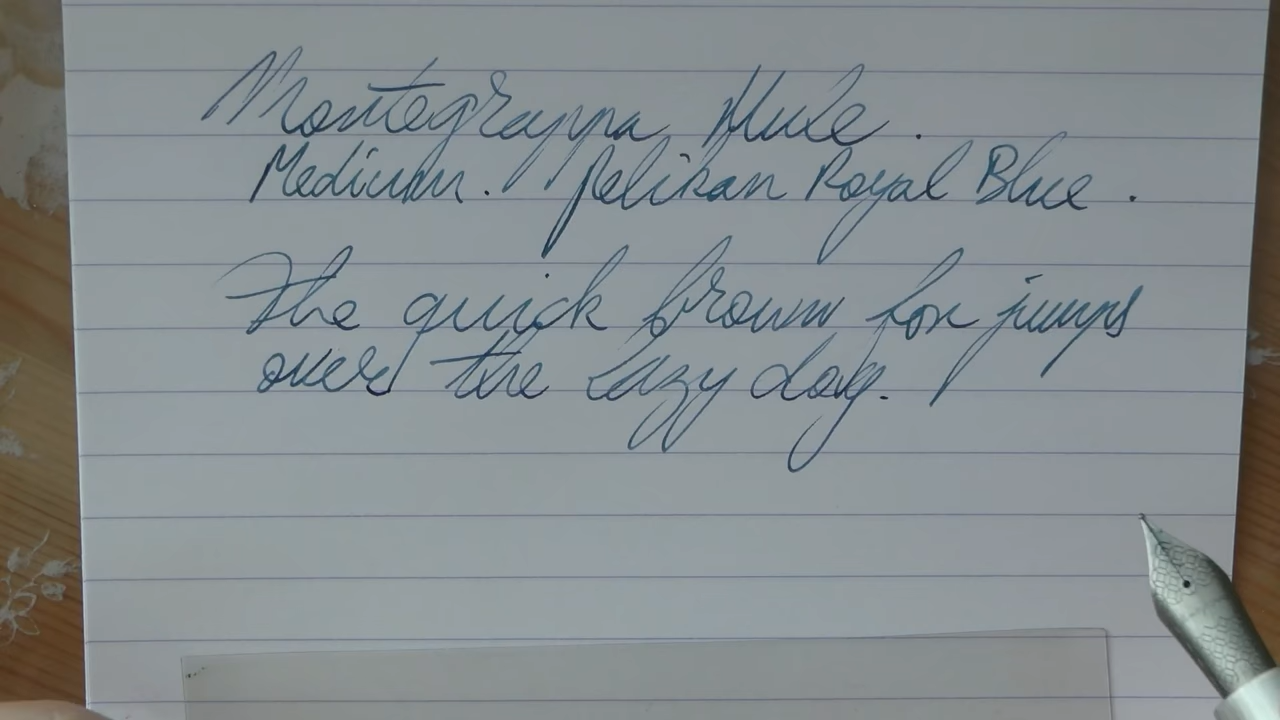 Montegrappa Mule.
Medium. Pelikan Royal Blue.
The quick brown fox jumps
over the lazy dog.